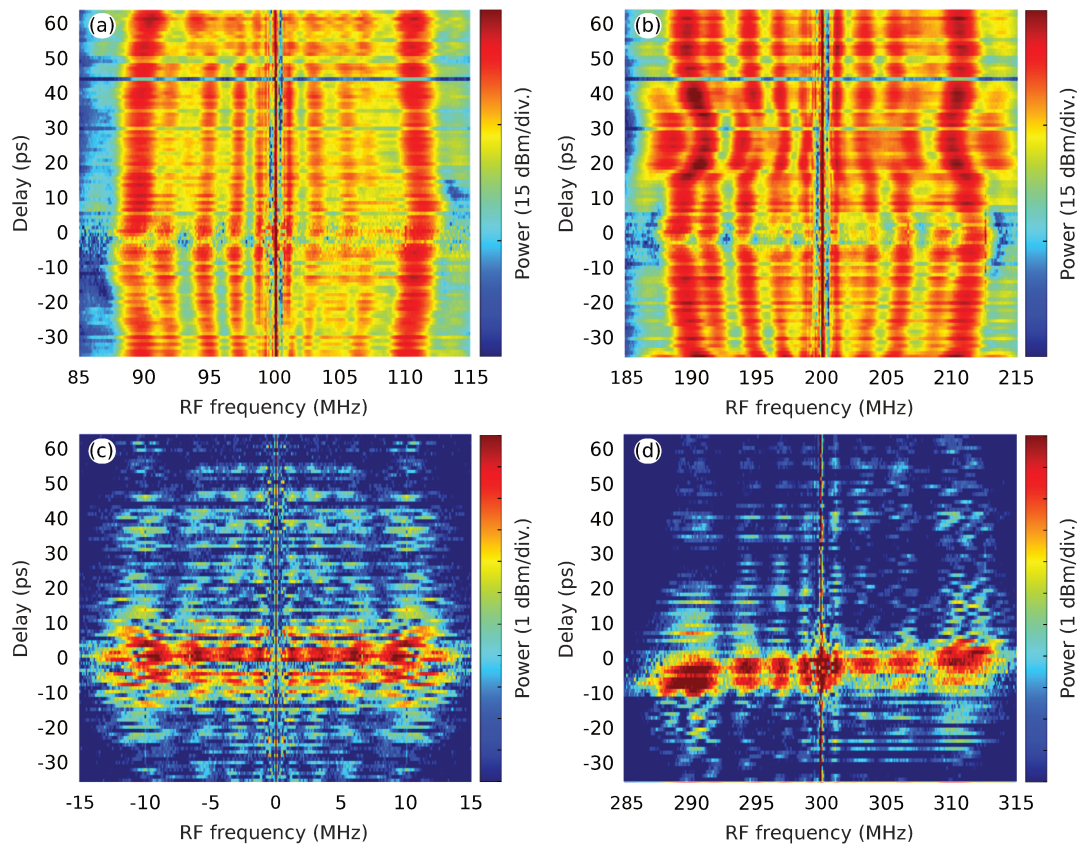 (a)
60
50
40
30
20
10
0
-10
-20
-30
Delay (ps)
85 90 95 100 105 110 115
RF frequency (MHz)
Power (15 dBm/div.)
(b)
60
50
40
30
20
10
0
-10
-20
-30
Delay (ps)
185 190 195 200 205 210 215
RF frequency (MHz)
Power (15 dBm/div.)
(c)
60
50
40
30
20
10
0
-10
-20
-30
Delay (ps)
-15 -10 -5 0 5 10 15
RF frequency (MHz)
Power (1 dBm/div.)
(d)
60
50
40
30
20
10
0
-10
-20
-30
Delay (ps)
285 290 295 300 305 310 315
RF frequency (MHz)
Power (1 dBm/div.)